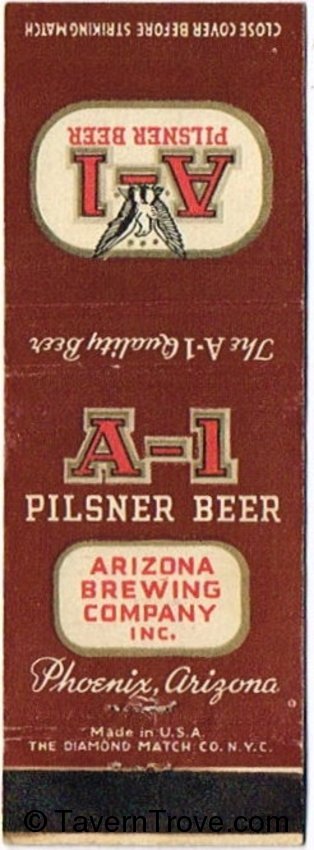 CLOSE COVER BEFORE STRIKING MATCH
A-1
PILSNER BEER
The A-1 Quality Beer
A-1
PILSNER BEER
ARIZONA
BREWING
COMPANY
INC.
Phoenix, Arizona
Made in U.S.A.
THE DIAMOND MATCH CO. N.Y.C.
© TavernTrove.com